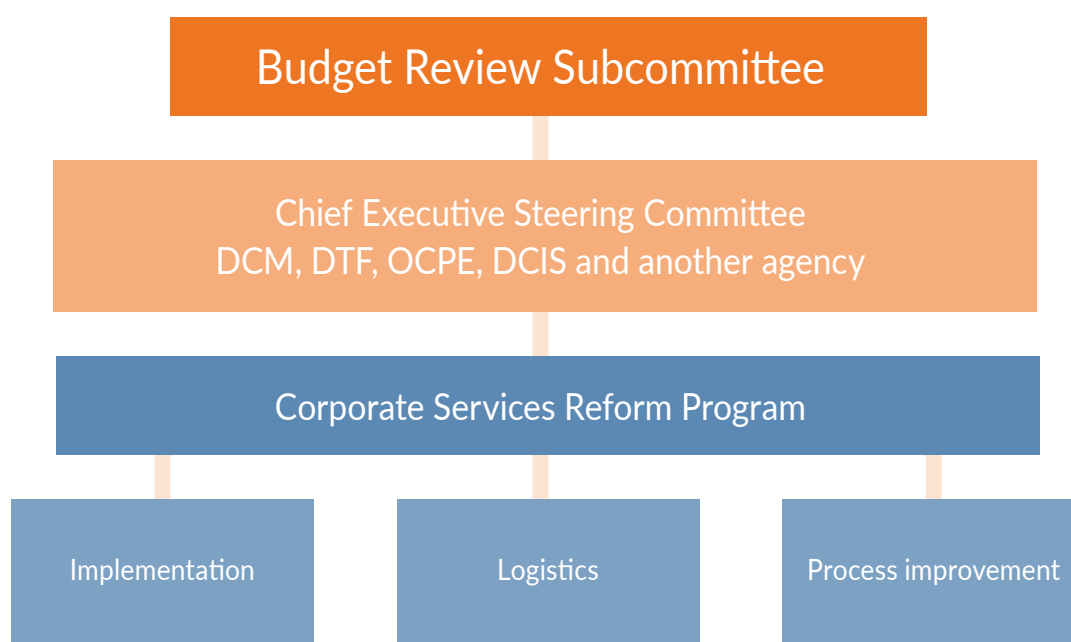 Budget Review Subcommittee
Chief Executive Steering Committee
DCM, DTF, OCPE, DCIS and another agency
Corporate Services Reform Program
Implementation
Logistics
Process improvement